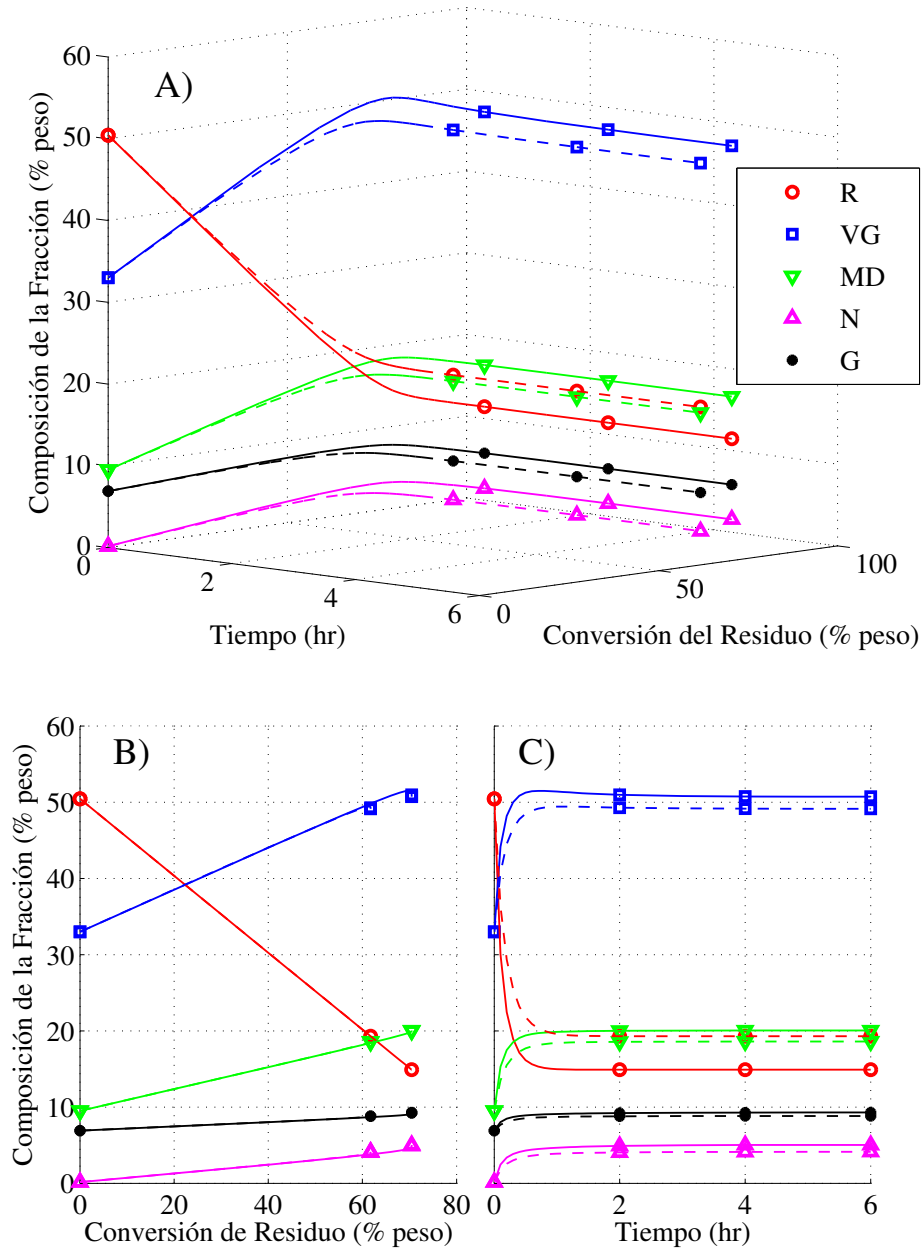 A)
Composición de la Fracción (% peso)
60
50
40
30
20
10
0
0
2
4
6
0
50
100
Tiempo (hr)
Conversión del Residuo (% peso)
R
VG
MD
N
G
B)
Composición de la Fracción (% peso)
60
50
40
30
20
10
0
0
20
40
60
80
Conversión de Residuo (% peso)
C)
0
2
4
6
Tiempo (hr)